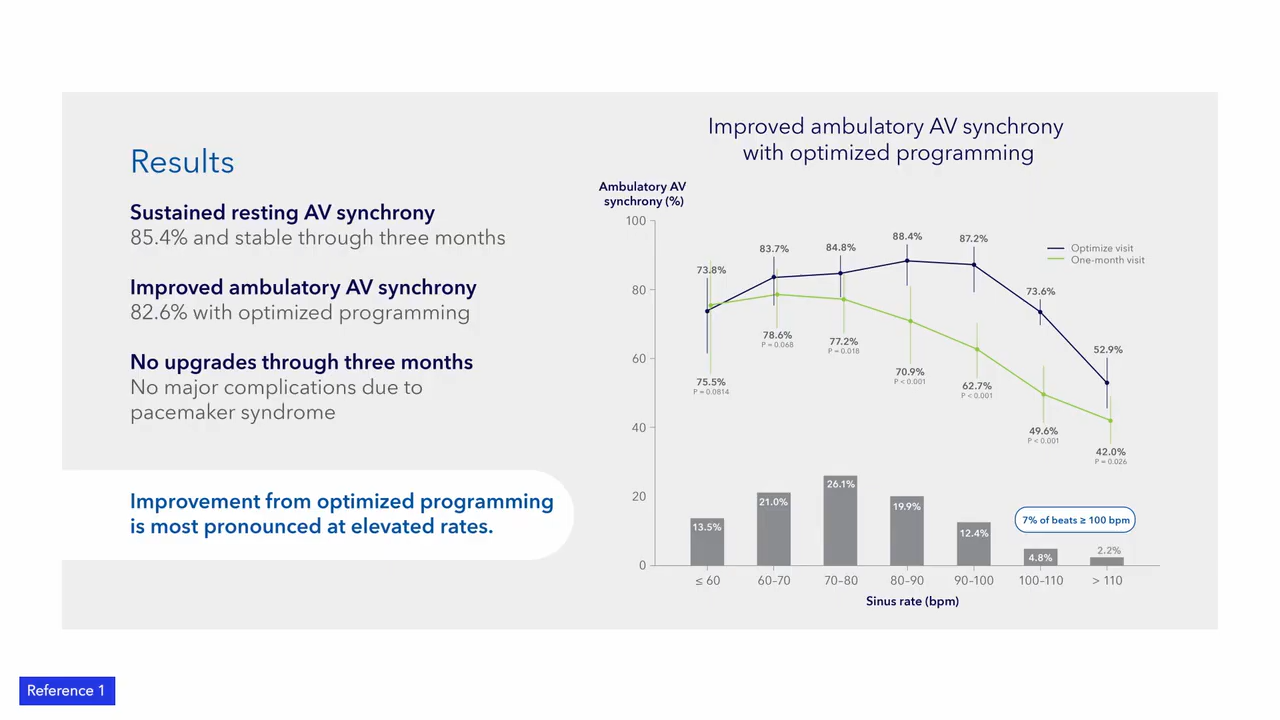 Results
Sustained resting AV synchrony
85.4% and stable through three months
Improved ambulatory AV synchrony
82.6% with optimized programming
No upgrades through three months
No major complications due to
pacemaker syndrome
Improvement from optimized programming
is most pronounced at elevated rates.
Improved ambulatory AV synchrony
with optimized programming
Ambulatory AV
synchrony (%)
100
80
60
40
20
0
Optimize visit
One-month visit
73.8%
83.7%
84.8%
88.4%
87.2%
73.6%
52.9%
75.5%
P = 0.0814
78.6%
P = 0.068
77.2%
P = 0.018
70.9%
P < 0.001
62.7%
P < 0.001
49.6%
P < 0.001
42.0%
P = 0.026
13.5%
21.0%
26.1%
19.9%
12.4%
4.8%
2.2%
7% of beats ≥ 100 bpm
≤ 60
60–70
70–80
80–90
90–100
100–110
> 110
Sinus rate (bpm)
Reference 1